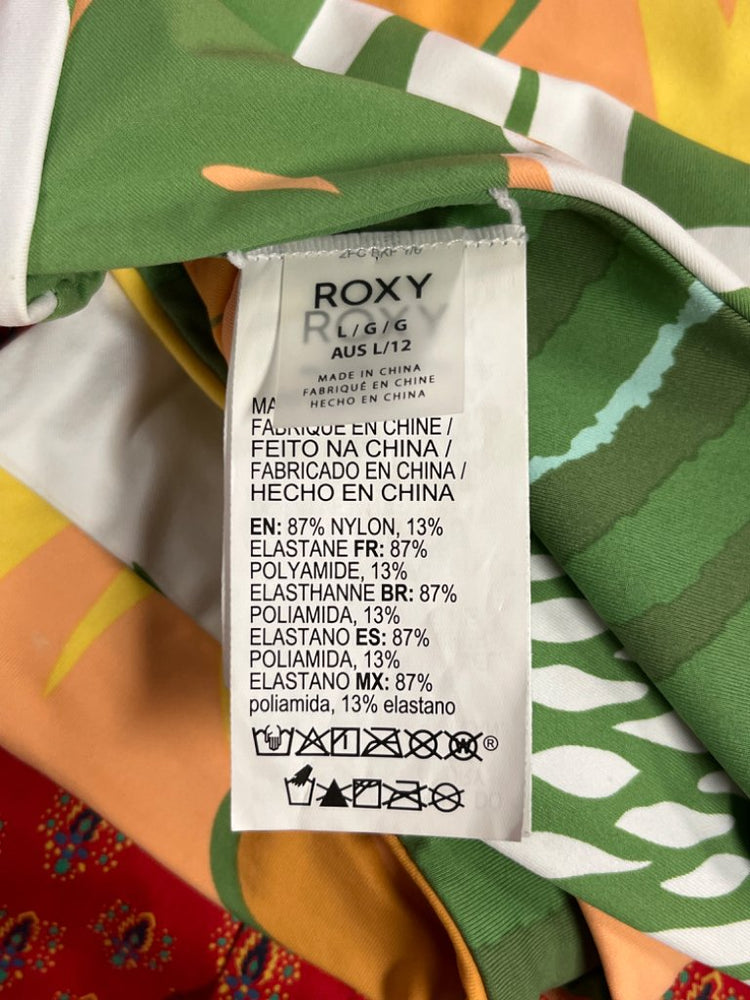 ROXY
L / G / G
AUS L/12
MADE IN CHINA
FABRIQUÉ EN CHINE
HECHO EN CHINA
FABRIQUÉ EN CHINE /
FEITO NA CHINA /
FABRICADO EN CHINA /
HECHO EN CHINA
EN: 87% NYLON, 13%
ELASTANE FR: 87%
POLYAMIDE, 13%
ELASTHANNE BR: 87%
POLIAMIDA, 13%
ELASTANO ES: 87%
POLIAMIDA, 13%
ELASTANO MX: 87%
poliamida, 13% elastano
®